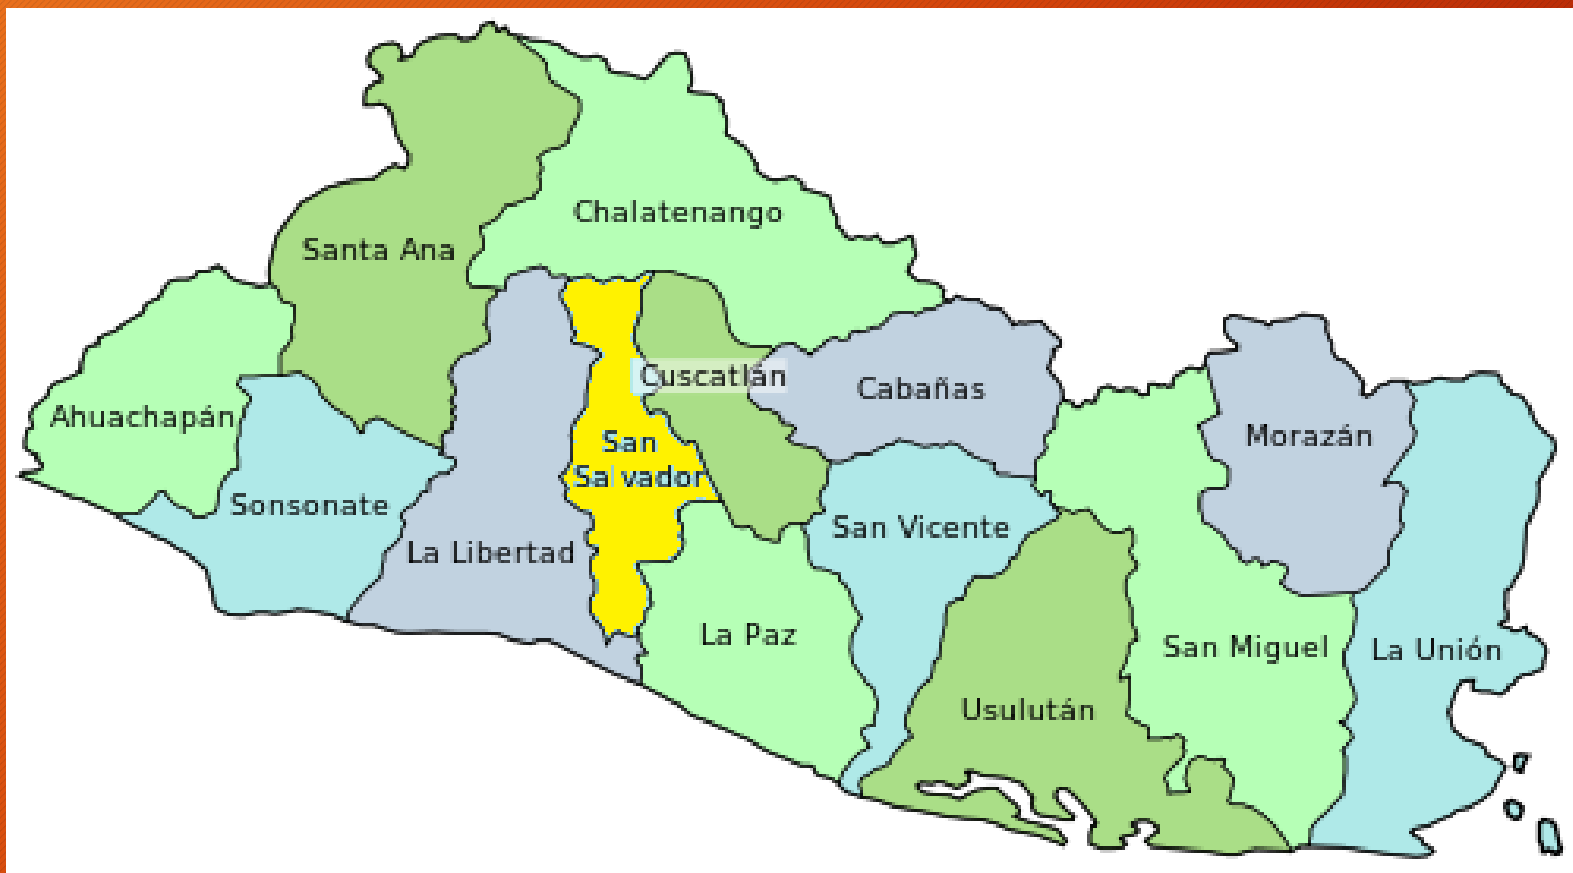 Chalatenango
Santa Ana
Cuscatlán
Cabañas
Ahuachapán
Morazán
San
Salvador
Sonsonate
San Vicente
La Libertad
La Paz
San Miguel
La Unión
Usulután